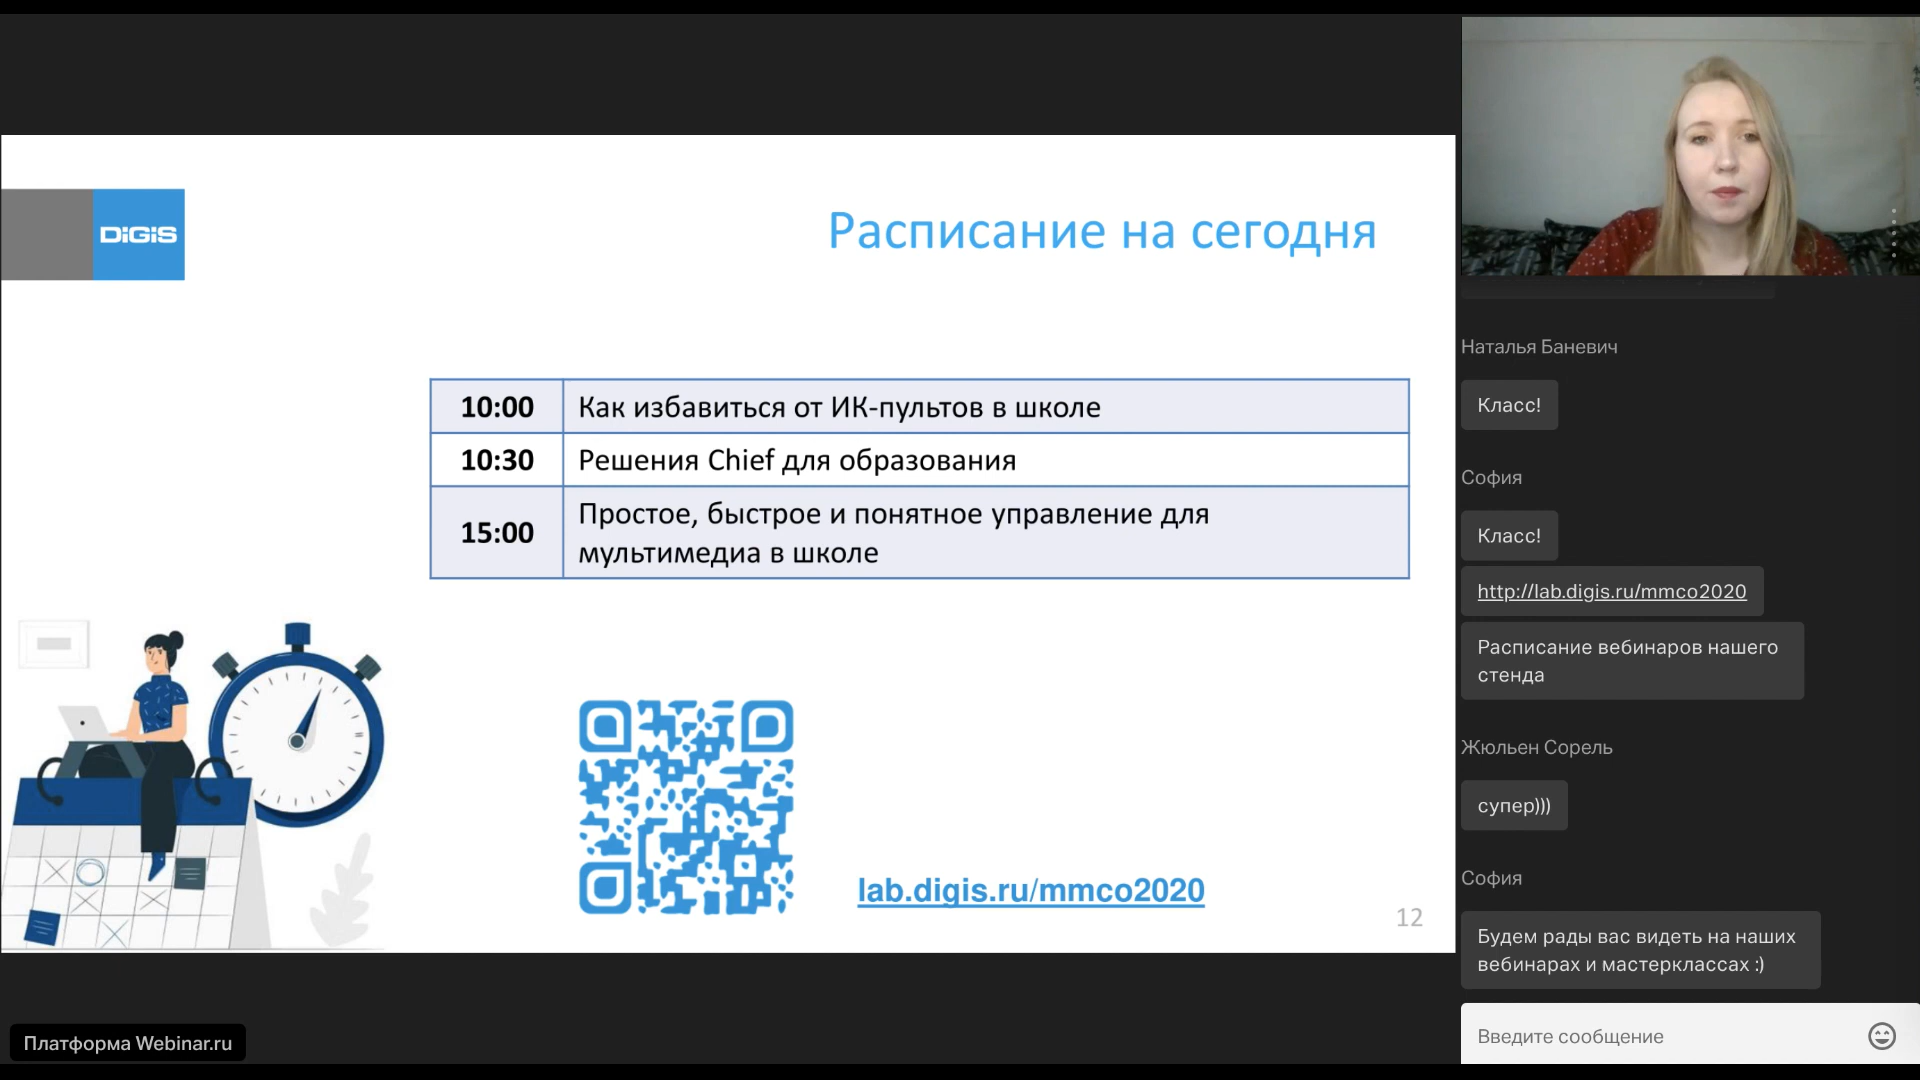 DIGIS
Расписание на сегодня
10:00 Как избавиться от ИК-пультов в школе
10:30 Решения Chief для образования
15:00 Простое, быстрое и понятное управление для
мультимедиа в школе
lab.digis.ru/mmco2020
12
Платформа Webinar.ru
Наталья Баневич
Класс!
София
Класс!
http://lab.digis.ru/mmco2020
Расписание вебинаров нашего
стенда
Жюльен Сорель
супер)))
София
Будем рады вас видеть на наших
вебинарах и мастерклассах :)
Введите сообщение